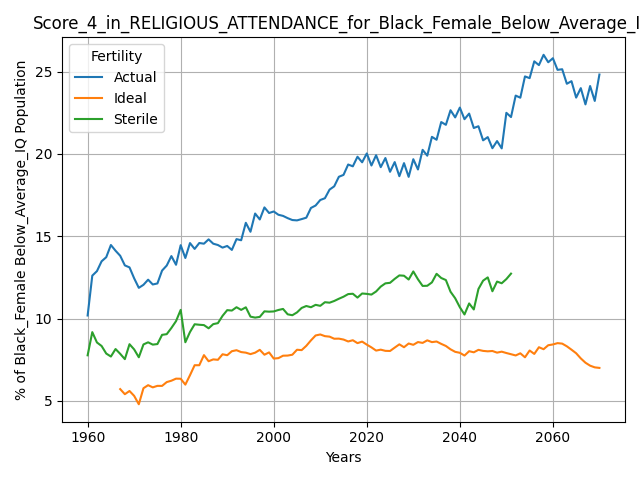 Score_4_in_RELIGIOUS_ATTENDANCE_for_Black_Female_Below_Average_I
Fertility
Actual
Ideal
Sterile
% of Black_Female Below_Average_IQ Population
25
20
15
10
5
1960 1980 2000 2020 2040 2060
Years